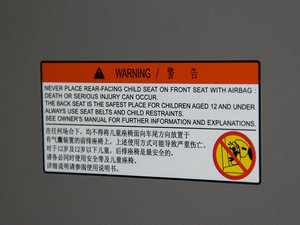 WARNING / 警 告
NEVER PLACE REAR-FACING CHILD SEAT ON FRONT SEAT WITH AIRBAG :
DEATH OR SERIOUS INJURY CAN OCCUR.
THE BACK SEAT IS THE SAFEST PLACE FOR CHILDREN AGED 12 AND UNDER.
ALWAYS USE SEAT BELTS AND CHILD RESTRAINTS.
SEE OWNER'S MANUAL FOR FURTHER INFORMATION AND EXPLANATIONS.
在任何场合下，均不得将儿童座椅面向车尾方向放置于
有气囊装置的前排座椅上，上述使用方式可能导致严重伤亡。
对于12岁及12岁以下儿童，后排座椅是最安全的。
请务必同时使用安全带及儿童座椅。
详细说明请参阅使用说明书。